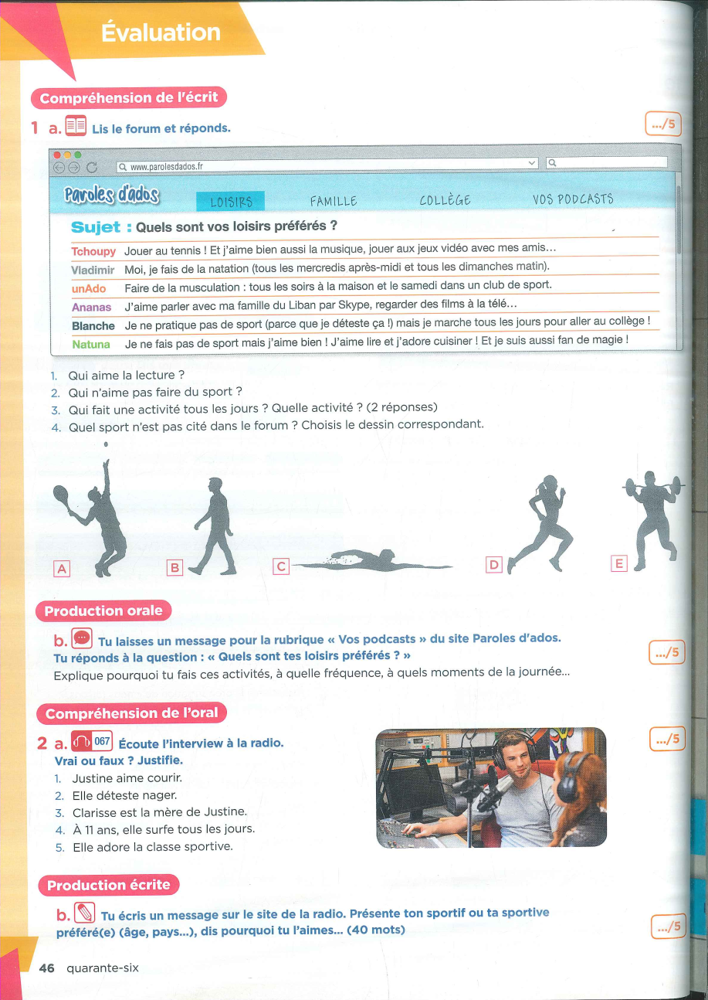 Évaluation
Compréhension de l'écrit
1 a. Lis le forum et réponds.
.../5
www.parolesdados.fr
Paroles d'ados
LOISIRS FAMILLE COLLÈGE VOS PODCASTS
Sujet : Quels sont vos loisirs préférés ?
Tchoupy Jouer au tennis ! Et j'aime bien aussi la musique, jouer aux jeux vidéo avec mes amis...
Vladimir Moi, je fais de la natation (tous les mercredis après-midi et tous les dimanches matin).
unAdo Faire de la musculation : tous les soirs à la maison et le samedi dans un club de sport.
Ananas J'aime parler avec ma famille du Liban par Skype, regarder des films à la télé...
Blanche Je ne pratique pas de sport (parce que je déteste ça !) mais je marche tous les jours pour aller au collège !
Natuna Je ne fais pas de sport mais j'aime bien ! J'aime lire et j'adore cuisiner ! Et je suis aussi fan de magie !
1. Qui aime la lecture ?
2. Qui n'aime pas faire du sport ?
3. Qui fait une activité tous les jours ? Quelle activité ? (2 réponses)
4. Quel sport n'est pas cité dans le forum ? Choisis le dessin correspondant.
A
B
C
D
E
Production orale
b. Tu laisses un message pour la rubrique « Vos podcasts » du site Paroles d'ados.
Tu réponds à la question : « Quels sont tes loisirs préférés ? »
.../5
Explique pourquoi tu fais ces activités, à quelle fréquence, à quels moments de la journée...
Compréhension de l'oral
2 a. 067 Écoute l'interview à la radio.
.../5
Vrai ou faux ? Justifie.
1. Justine aime courir.
2. Elle déteste nager.
3. Clarisse est la mère de Justine.
4. À 11 ans, elle surfe tous les jours.
5. Elle adore la classe sportive.
Production écrite
b. Tu écris un message sur le site de la radio. Présente ton sportif ou ta sportive
préféré(e) (âge, pays...), dis pourquoi tu l'aimes... (40 mots)
.../5
46 quarante-six